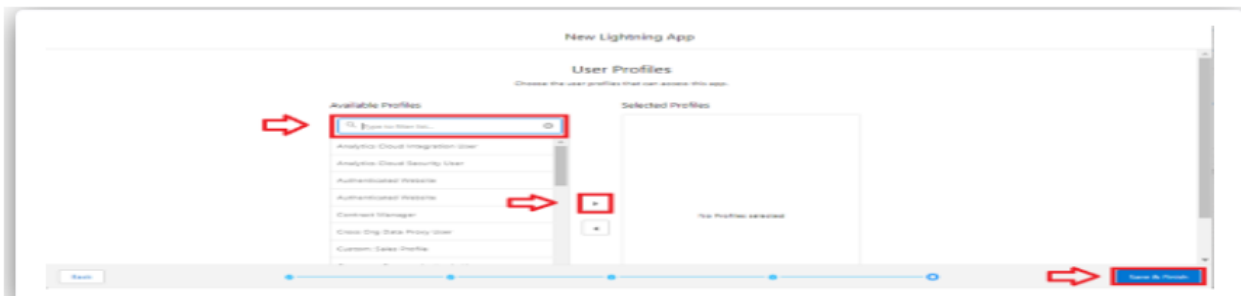 New Lightning App
User Profiles
Choose the user profiles that can access this app.
Available Profiles
Selected Profiles
Type to filter list...
Analytics Cloud Integration User
Analytics Cloud Security User
Authenticated Website
Authenticated Website
Contract Manager
Cross Org Data Proxy User
Custom: Sales Profile
No Profiles selected
Back
Save & Finish